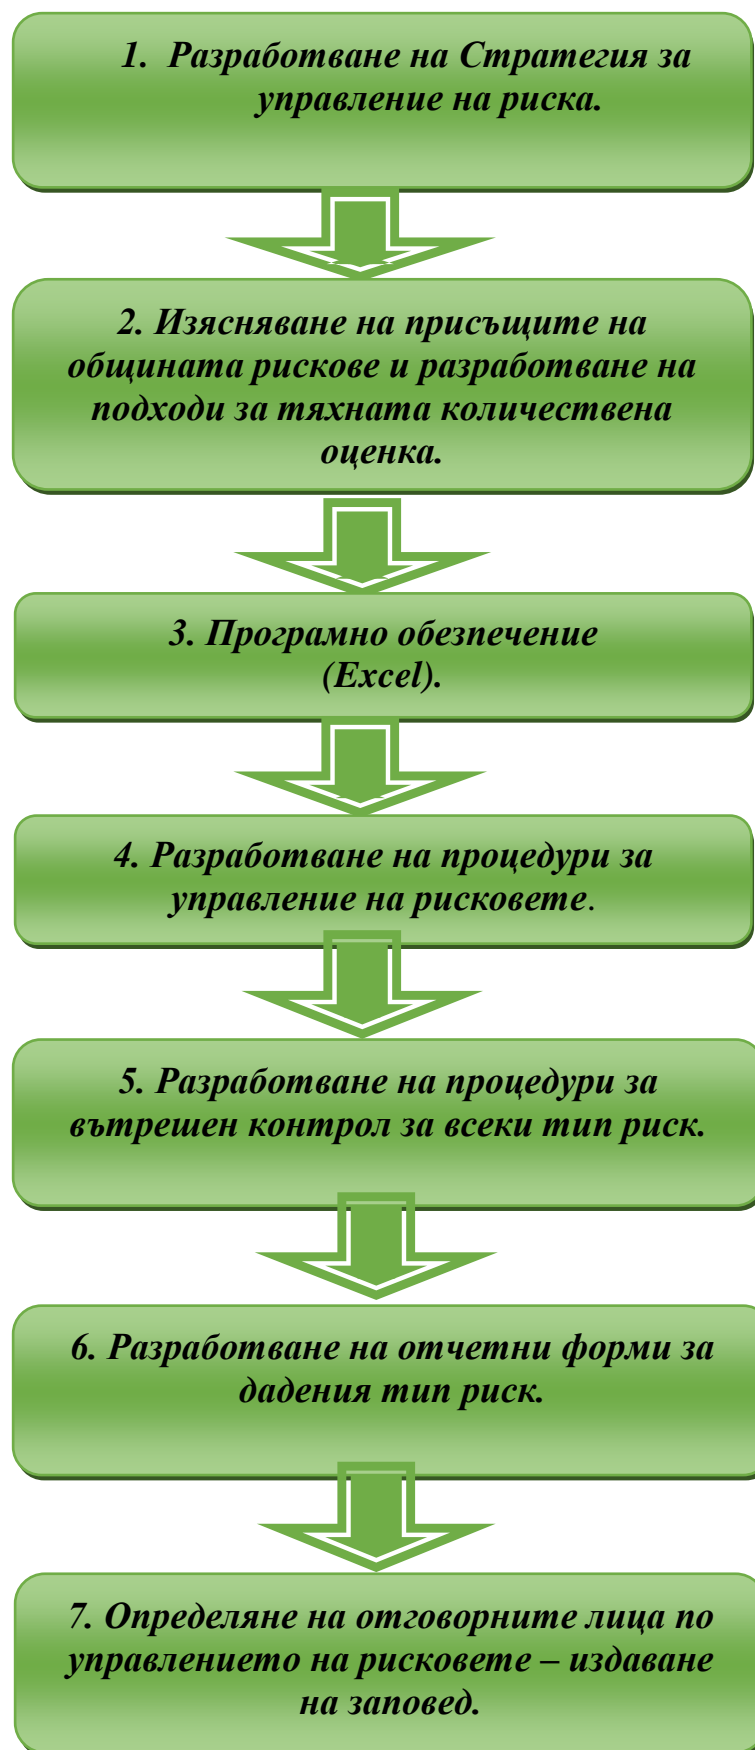 1. Разработване на Стратегия за
управление на риска.
2. Изясняване на присъщите на
общината рискове и разработване на
подходи за тяхната количествена
оценка.
3. Програмно обезпечение
(Excel).
4. Разработване на процедури за
управление на рисковете.
5. Разработване на процедури за
вътрешен контрол за всеки тип риск.
6. Разработване на отчетни форми за
дадения тип риск.
7. Определяне на отговорните лица по
управлението на рисковете – издаване
на заповед.